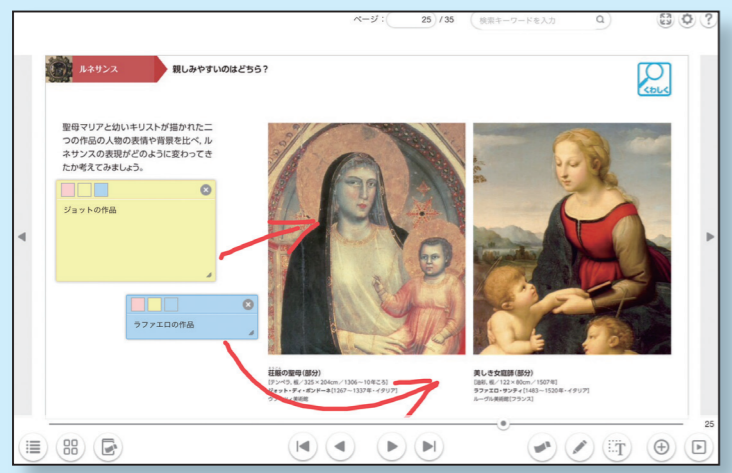 ページ： 25 / 35 検索キーワードを入力 ?
ルネサンス 親しみやすいのはどちら？
くわしく
聖母マリアと幼いキリストが描かれた二
つの作品の人物の表情や背景を比べ、ル
ネサンスの表現がどのように変わってき
たか考えてみましょう。
ジョットの作品
ラファエロの作品
荘厳の聖母(部分)
[テンペラ、板／325×204cm／1306〜10年ごろ]
ジョット・ディ・ボンドーネ[1267〜1337年・イタリア]
美術館
美しき女庭師(部分)
[油彩、板／122×80cm／1507年]
ラファエロ・サンティ[1483〜1520年・イタリア]
ルーヴル美術館[フランス]
25
T